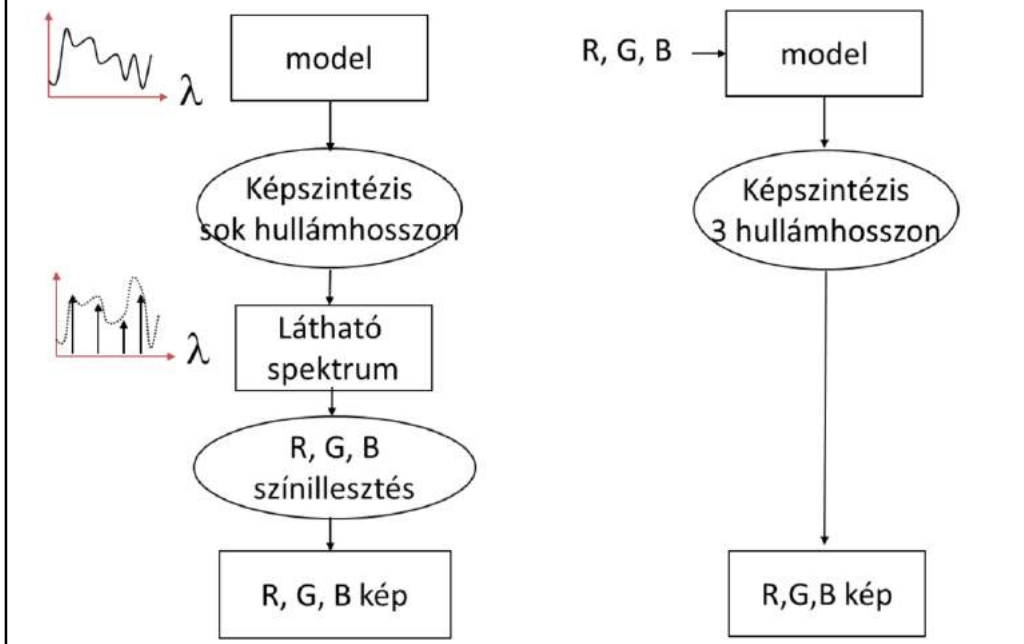 λ
model
Képszintézis
sok hullámhosszon
λ
Látható
spektrum
R, G, B
színillesztés
R, G, B kép
R, G, B
model
Képszintézis
3 hullámhosszon
R,G,B kép